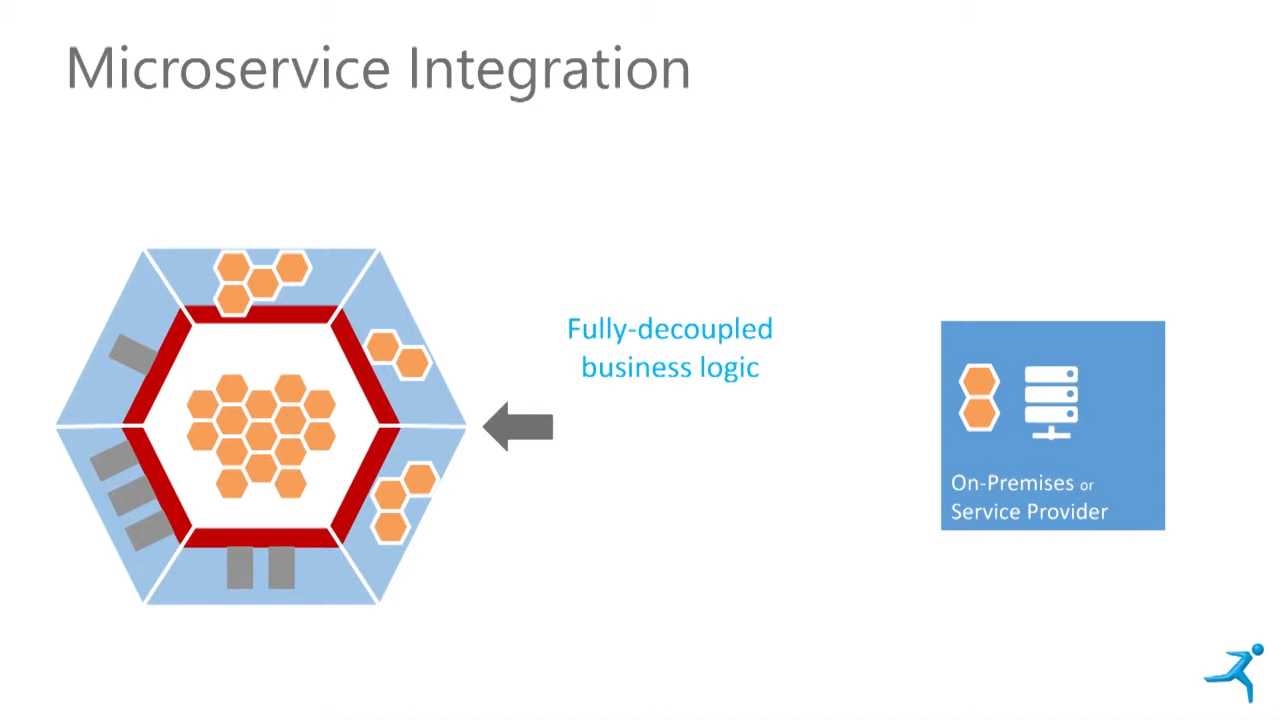 Microservice Integration
Fully-decoupled
business logic
On-Premises or
Service Provider